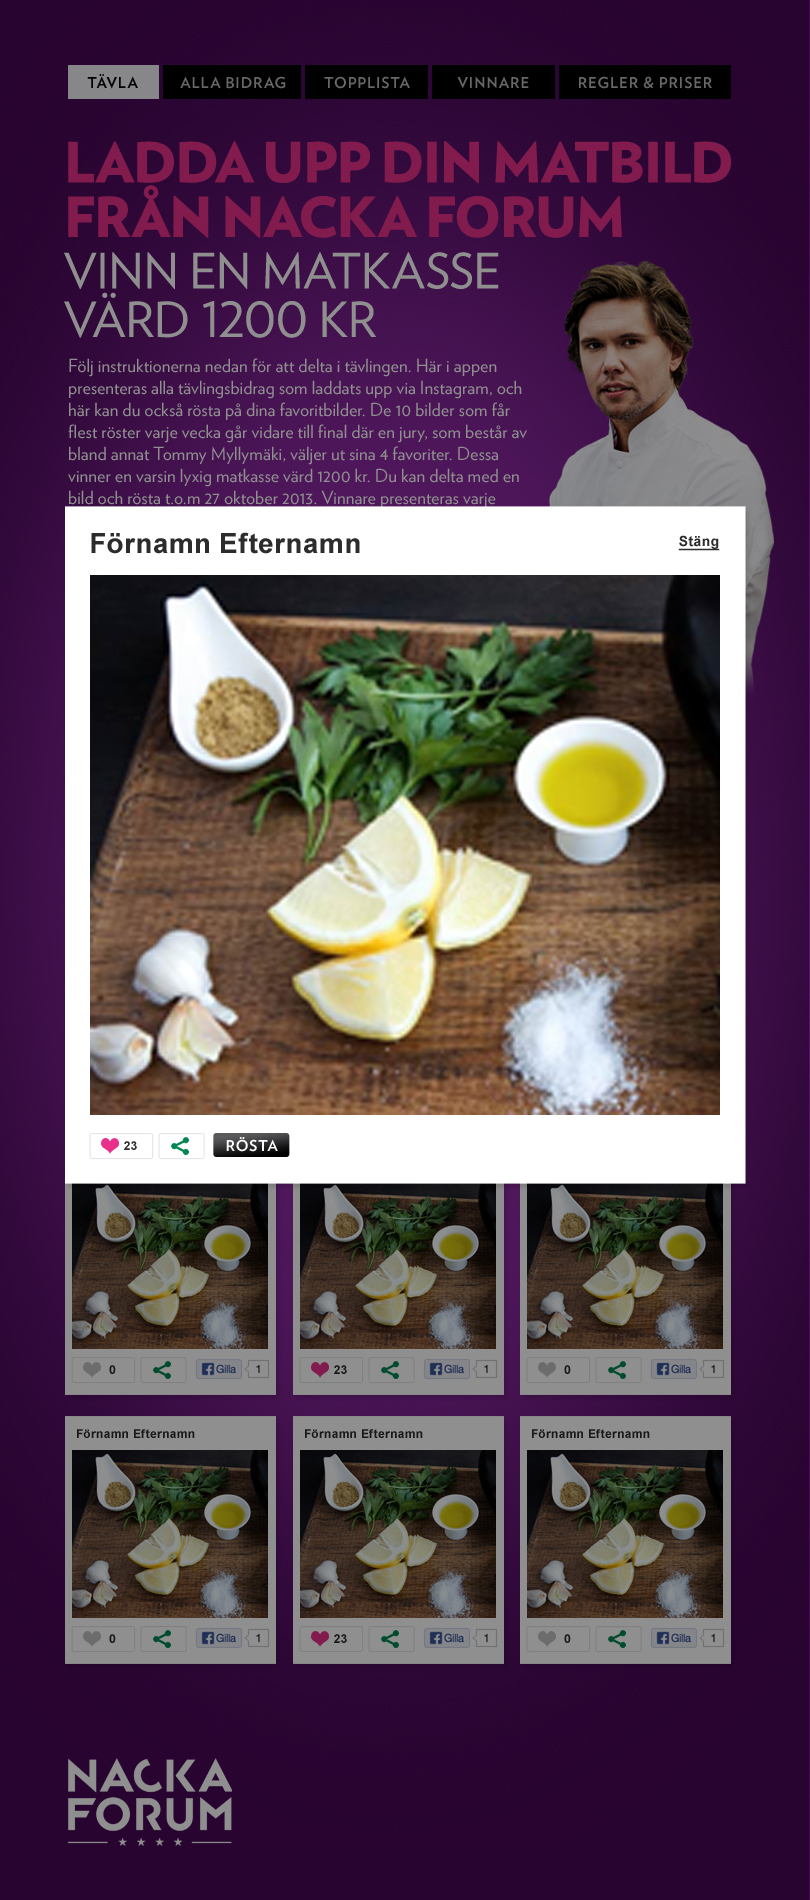 TÄVLA
ALLA BIDRAG
TOPPLISTA
VINNARE
REGLER & PRISER
LADDA UPP DIN MATBILD
FRÅN NACKA FORUM
VINN EN MATKASSE
VÄRD 1200 KR
Följ instruktionerna nedan för att delta i tävlingen. Här i appen
presenteras alla tävlingsbidrag som laddats upp via Instagram, och
här kan du också rösta på dina favoritbilder. De 10 bilder som får
flest röster varje vecka går vidare till final där en jury, som består av
bland annat Tommy Myllymäki, väljer ut sina 4 favoriter. Dessa
vinner en varsin lyxig matkasse värd 1200 kr. Du kan delta med en
bild och rösta t.o.m 27 oktober 2013. Vinnare presenteras varje
Förnamn Efternamn
Stäng
23
RÖSTA
0
Gilla
1
23
Gilla
1
0
Gilla
1
Förnamn Efternamn
Förnamn Efternamn
Förnamn Efternamn
0
Gilla
1
23
Gilla
1
0
Gilla
1
NACKA
FORUM